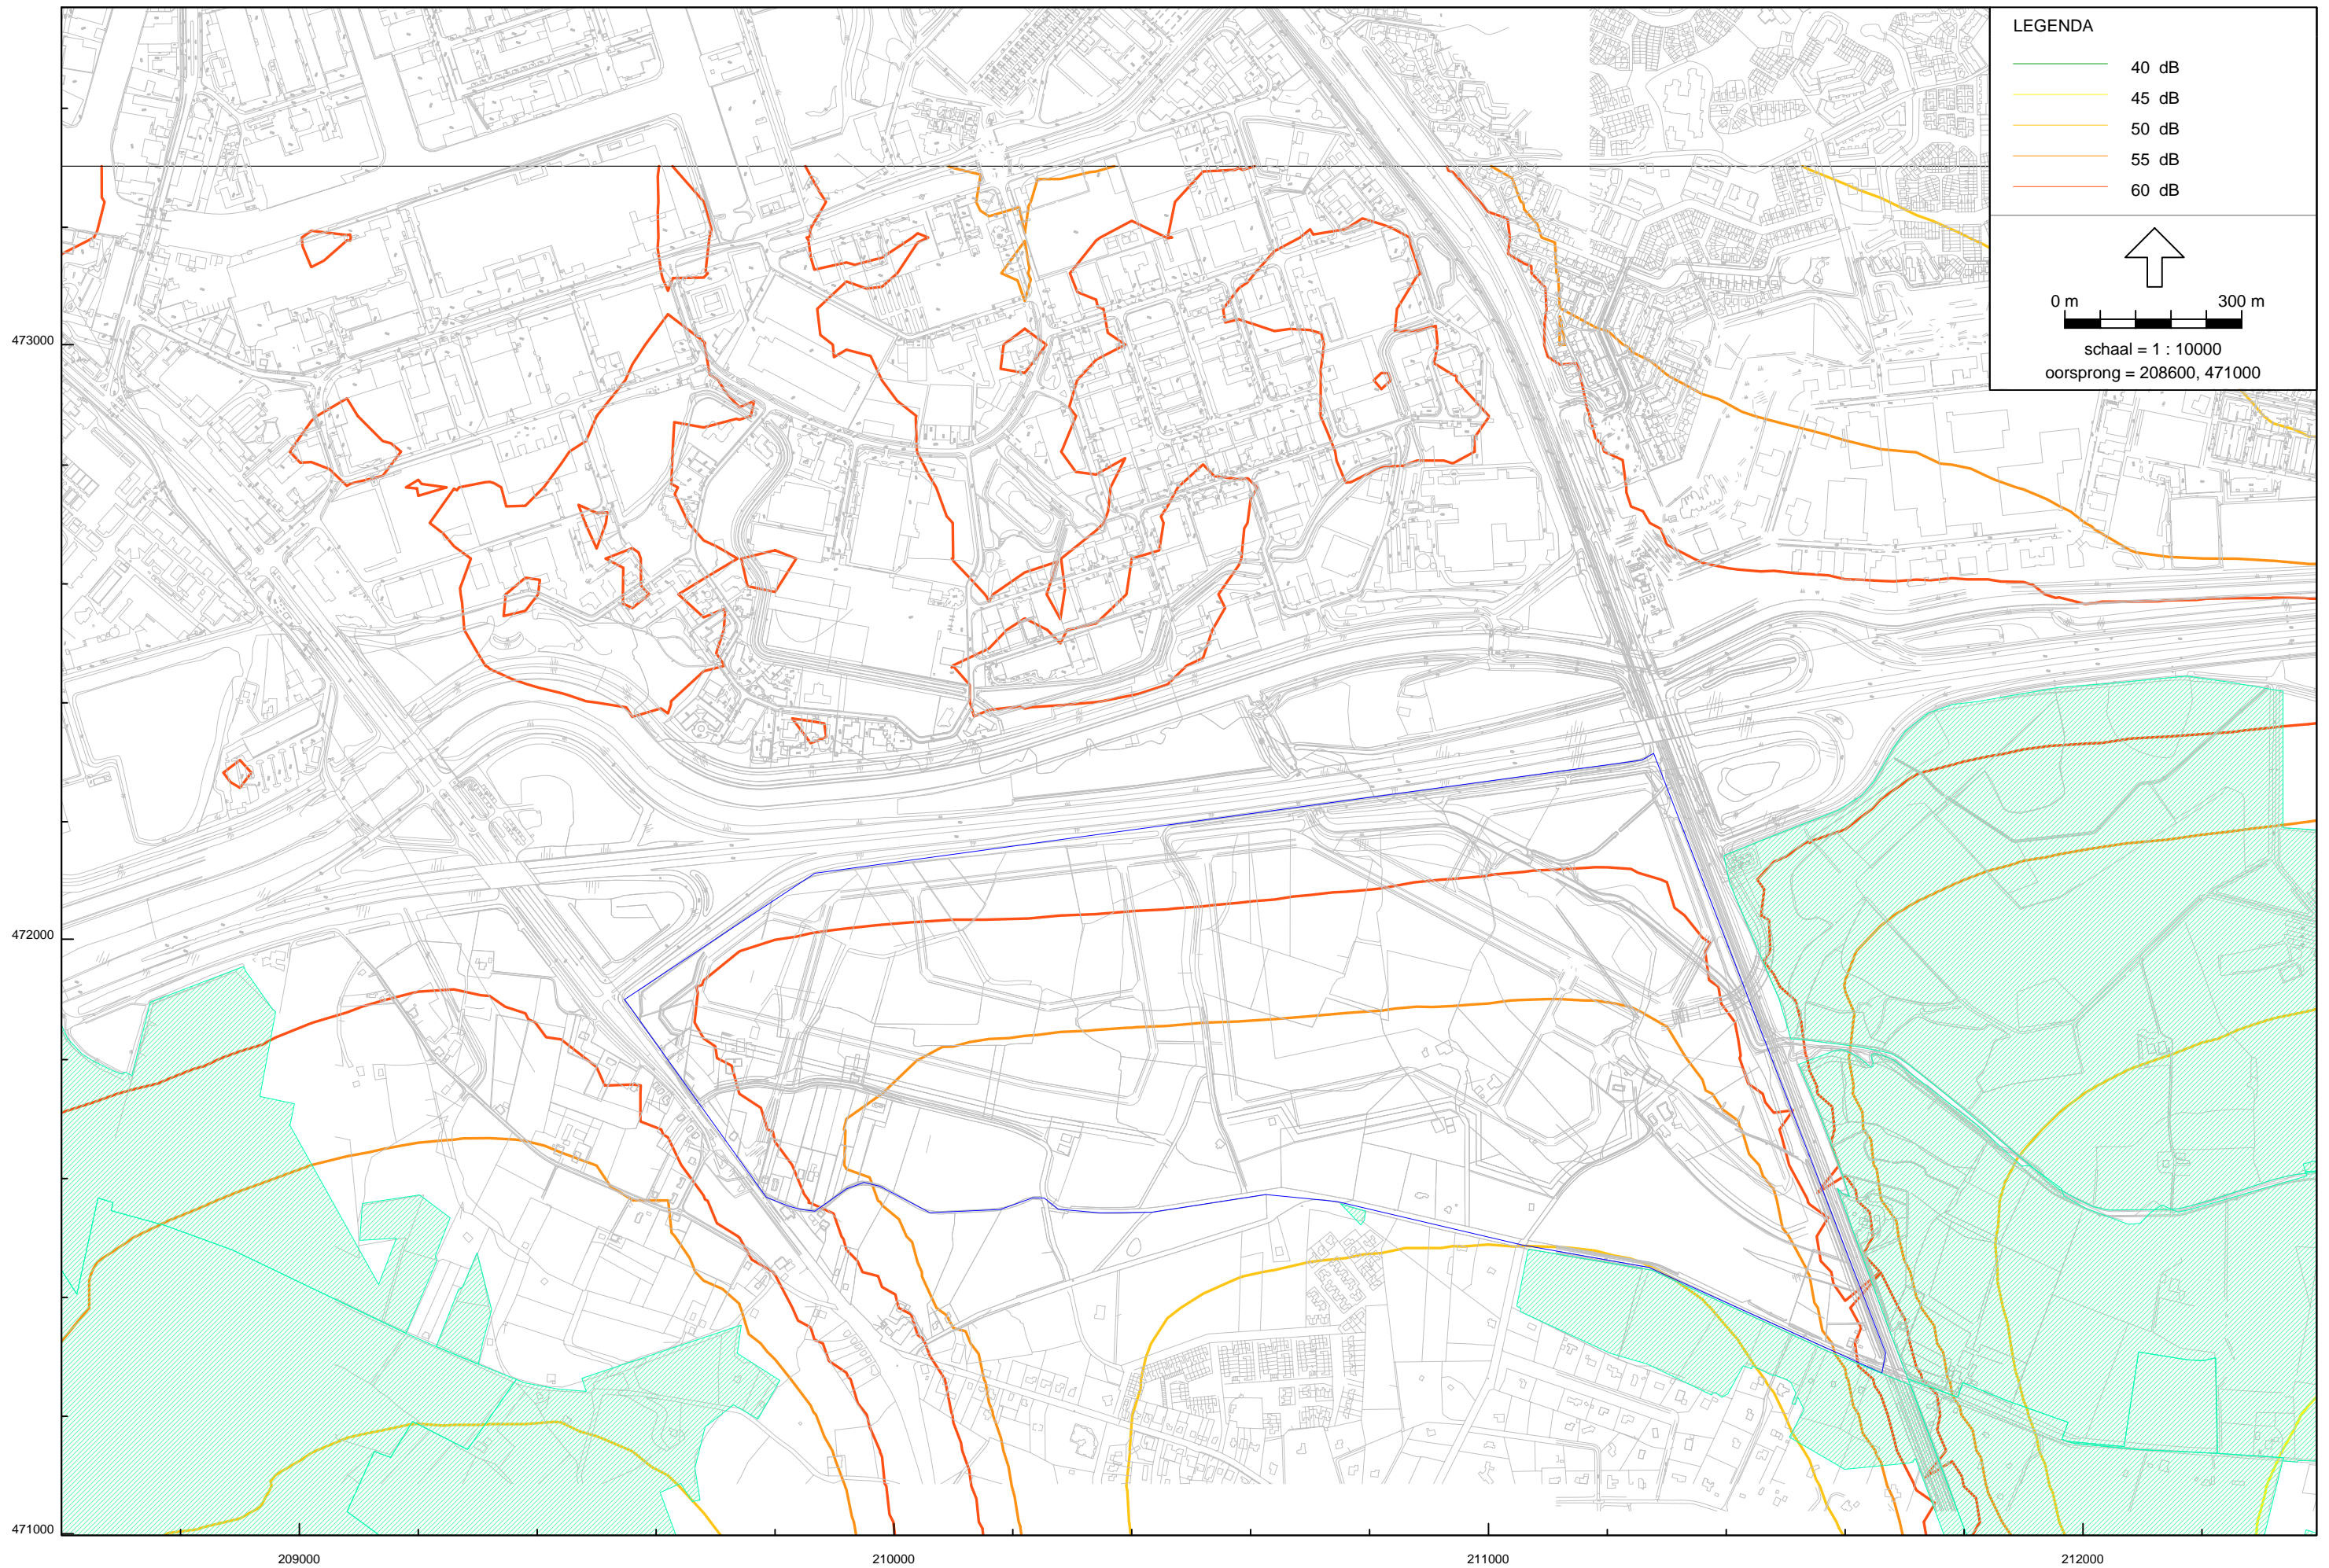 LEGENDA
40 dB
45 dB
50 dB
55 dB
60 dB
0 m 300 m
schaal = 1 : 10000
oorsprong = 208600, 471000
473000
472000
471000
209000 210000 211000 212000